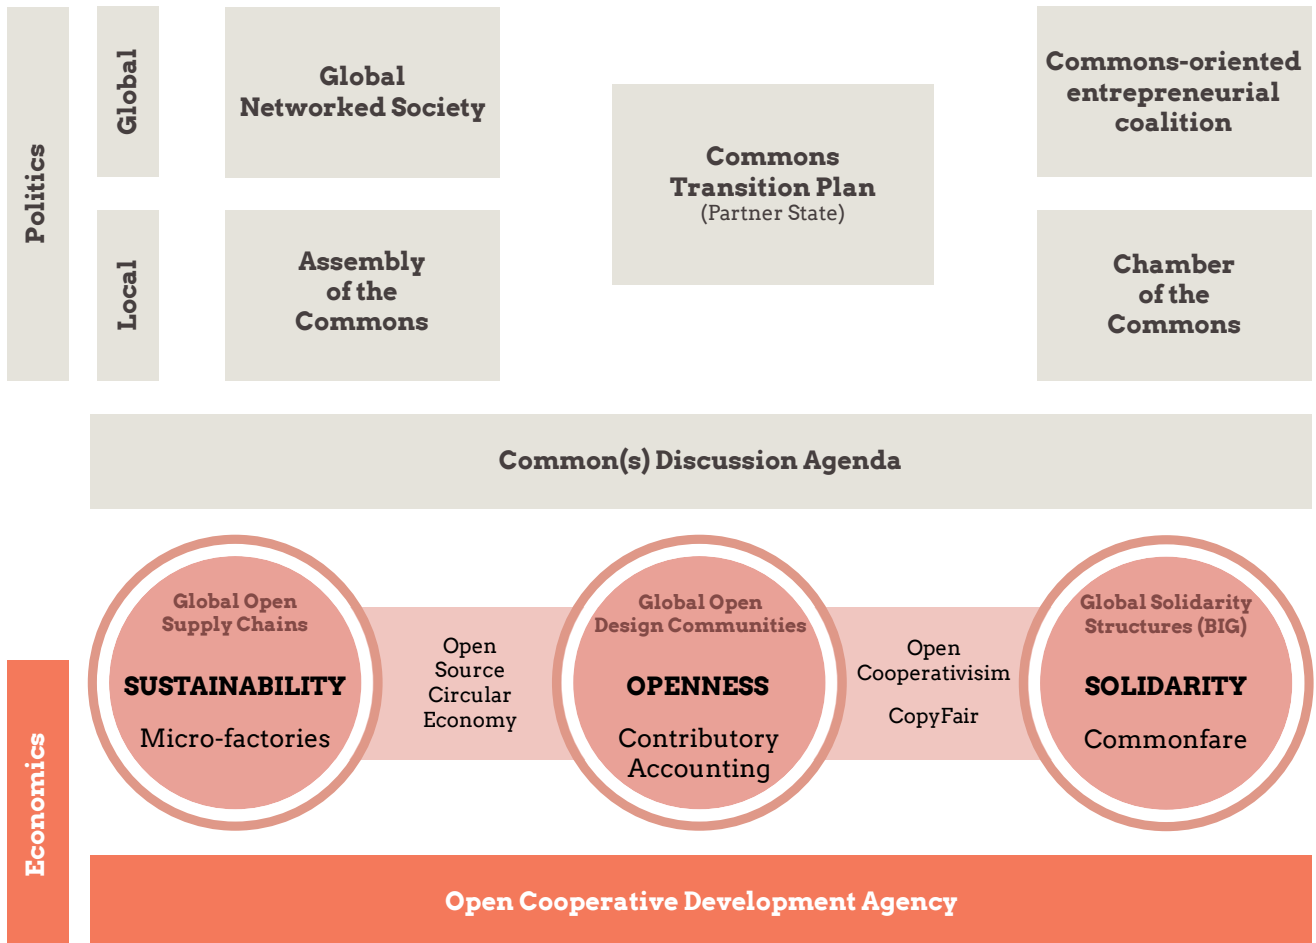 Politics
Global
Global
Networked Society
Commons
Transition Plan
(Partner State)
Commons-oriented
entrepreneurial
coalition
Local
Assembly
of the
Commons
Chamber
of the
Commons
Common(s) Discussion Agenda
Economics
Global Open
Supply Chains
SUSTAINABILITY
Micro-factories
Open
Source
Circular
Economy
Global Open
Design Communities
OPENNESS
Contributory
Accounting
Open
Cooperativisim
CopyFair
Global Solidarity
Structures (BIG)
SOLIDARITY
Commonfare
Open Cooperative Development Agency